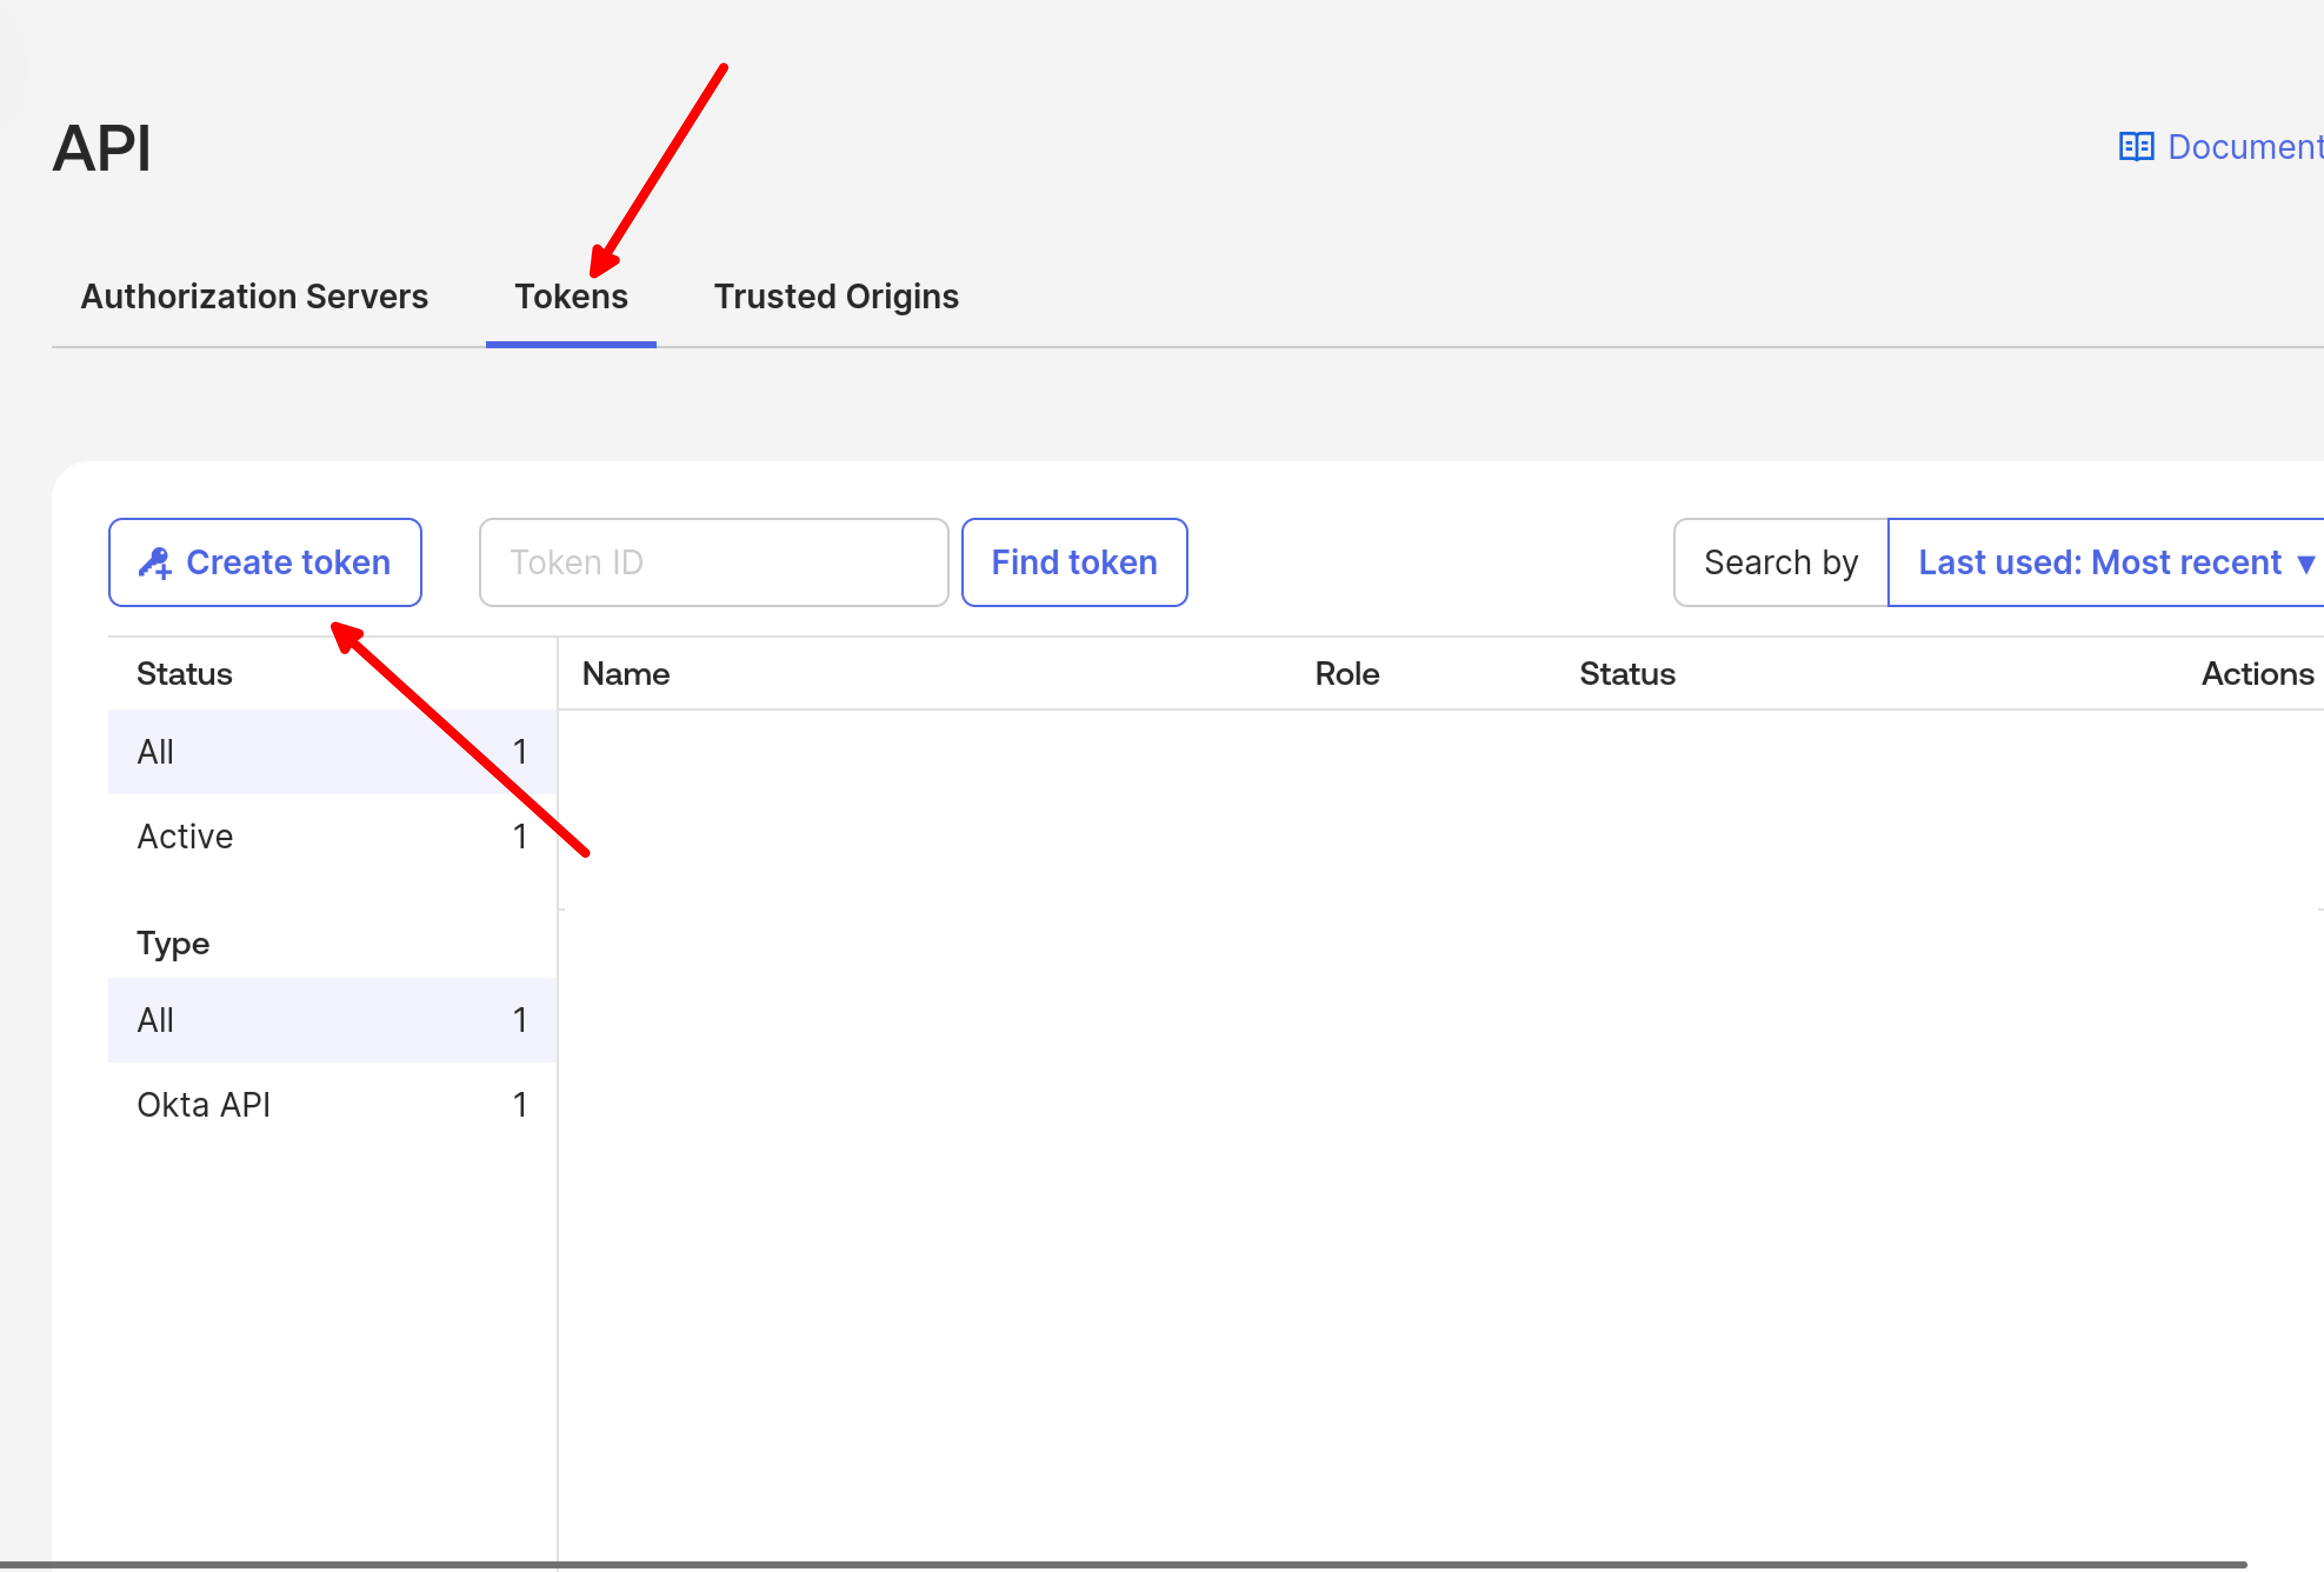 API
Document
Authorization Servers Tokens Trusted Origins
Create token Token ID Find token Search by Last used: Most recent ▼
Status Name Role Status Actions
All 1
Active 1
Type
All 1
Okta API 1